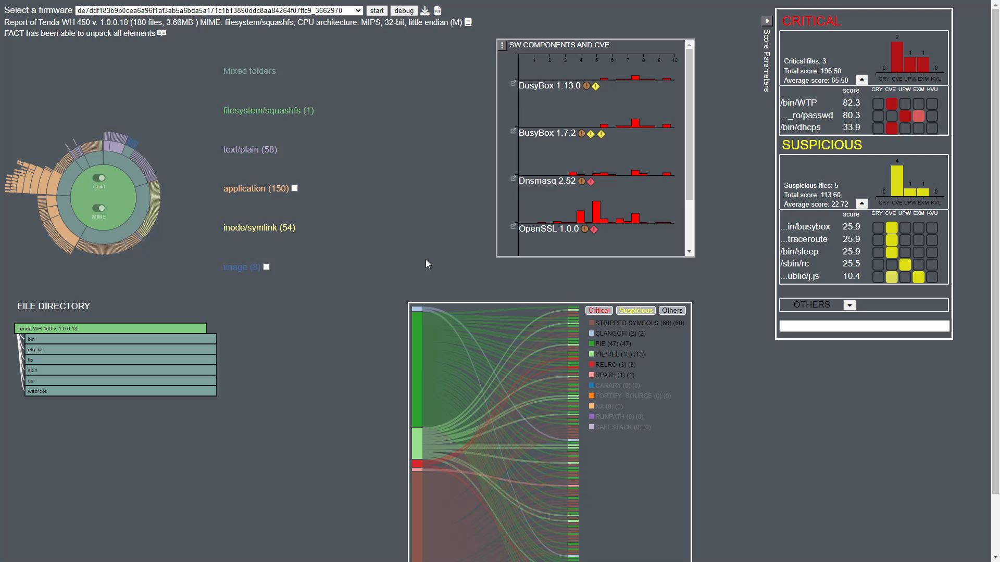 Select a firmware de7ddf183b9b0cea6a96f1af3ab5a6bda5a171c1b13890ddc8aa84264f07ffc9_3662970 start debug
Report of Tenda WH 450 v. 1.0.0.18 (180 files, 3.66MB ) MIME: filesystem/squashfs, CPU architecture: MIPS, 32-bit, little endian (M)
FACT has been able to unpack all elements
Child
MIME
Mixed folders
filesystem/squashfs (1)
text/plain (58)
application (150)
inode/symlink (54)
image (8)
SW COMPONENTS AND CVE
1 2 3 4 5 6 7 8 9 10
BusyBox 1.13.0
BusyBox 1.7.2
Dnsmasq 2.52
OpenSSL 1.0.0
Score Parameters
CRITICAL
Critical files: 3
Total score: 196.50
Average score: 65.50
0 2 1 1 0
CRY CVE UPW EXM KVU
score CRY CVE UPW EXM KVU
/bin/WTP 82.3
..._ro/passwd 80.3
/bin/dhcps 33.9
SUSPICIOUS
Suspicious files: 5
Total score: 113.60
Average score: 22.72
0 4 1 1 0
CRY CVE UPW EXM KVU
score CRY CVE UPW EXM KVU
...in/busybox 25.9
...traceroute 25.9
/bin/sleep 25.9
/sbin/rc 25.5
...ublic/j.js 10.4
OTHERS
FILE DIRECTORY
Tenda WH 450 v. 1.0.0.18
bin
etc_ro
lib
sbin
usr
webroot
Critical Suspicious Others
STRIPPED SYMBOLS (60) (60)
CLANGCFI (2) (2)
PIE (47) (47)
PIE/REL (13) (13)
RELRO (3) (3)
RPATH (1) (1)
CANARY (0) (0)
FORTIFY_SOURCE (0) (0)
NX (0) (0)
RUNPATH (0) (0)
SAFESTACK (0) (0)